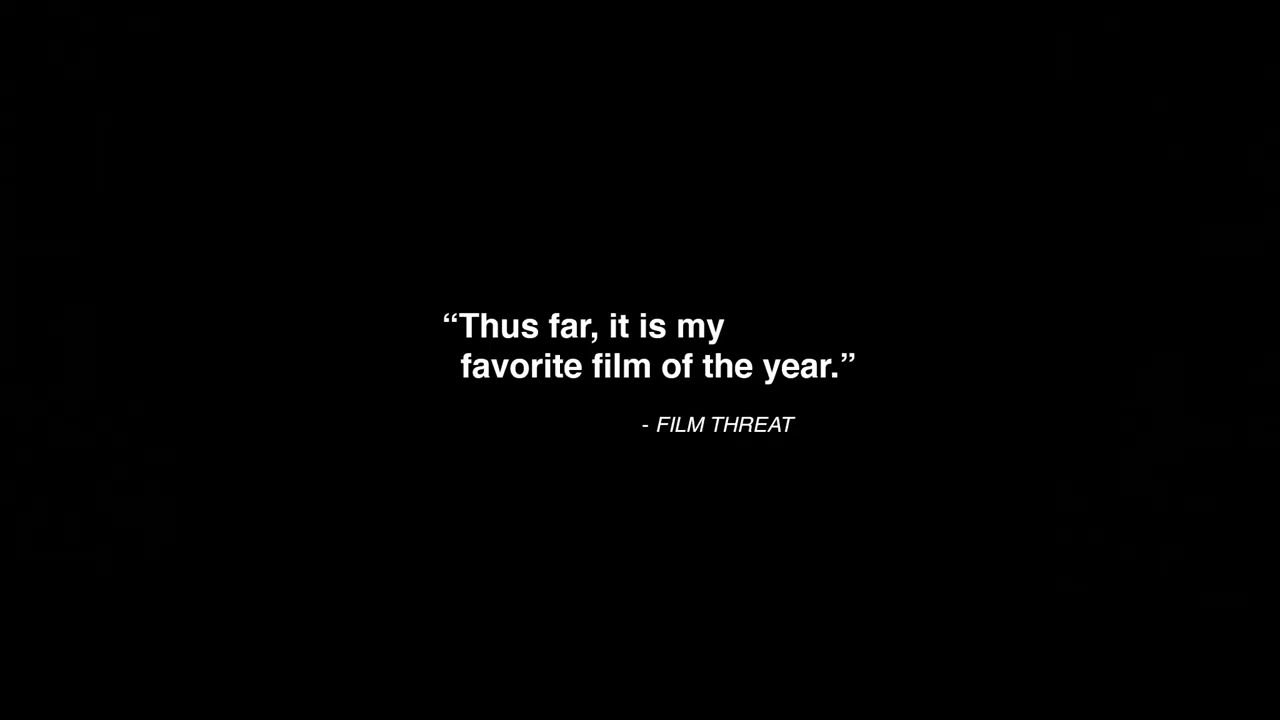 “Thus far, it is my
favorite film of the year.”
- FILM THREAT